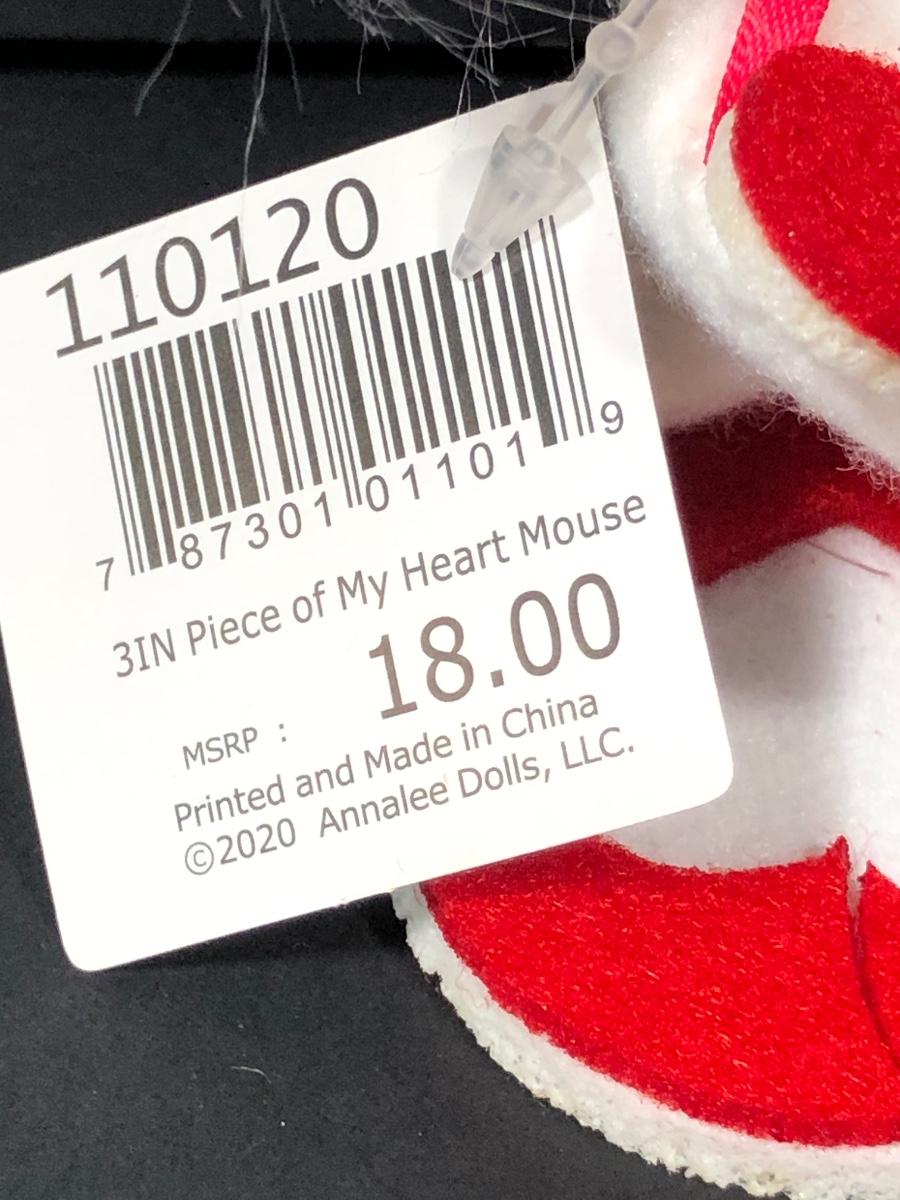 110120
7 87301 01101 9
3IN Piece of My Heart Mouse
18.00
MSRP :
Printed and Made in China
©2020 Annalee Dolls, LLC.